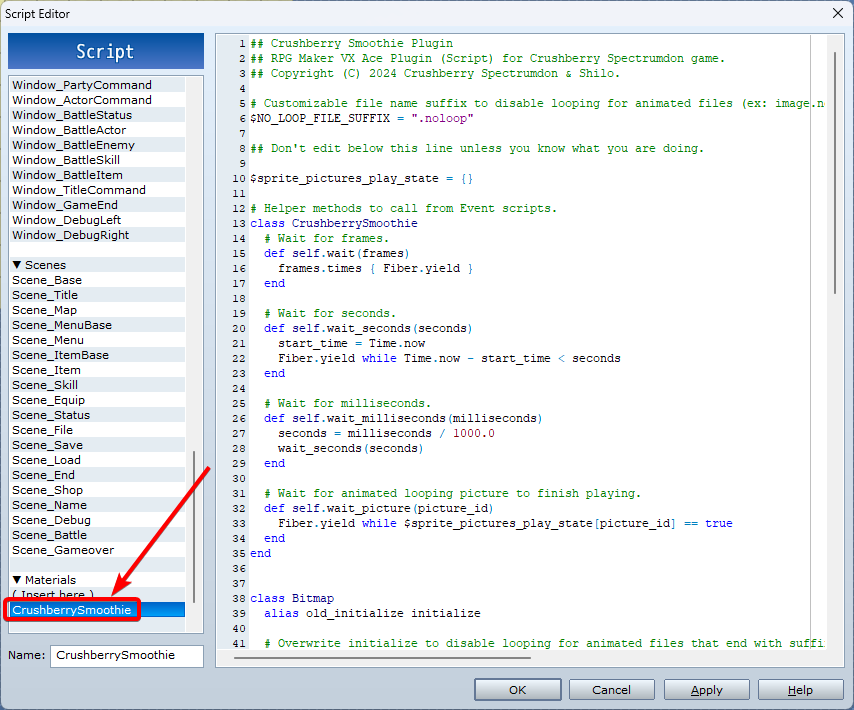 Script Editor
Script
Window_PartyCommand
Window_ActorCommand
Window_BattleStatus
Window_BattleActor
Window_BattleEnemy
Window_BattleSkill
Window_BattleItem
Window_TitleCommand
Window_GameEnd
Window_DebugLeft
Window_DebugRight
▼ Scenes
Scene_Base
Scene_Title
Scene_Map
Scene_MenuBase
Scene_Menu
Scene_ItemBase
Scene_Item
Scene_Skill
Scene_Equip
Scene_Status
Scene_File
Scene_Save
Scene_Load
Scene_End
Scene_Shop
Scene_Name
Scene_Debug
Scene_Battle
Scene_Gameover
▼ Materials
( Insert here )
CrushberrySmoothie
Name: CrushberrySmoothie
1 ## Crushberry Smoothie Plugin
2 ## RPG Maker VX Ace Plugin (Script) for Crushberry Spectrumdon game.
3 ## Copyright (C) 2024 Crushberry Spectrumdon & Shilo.
4
5 # Customizable file name suffix to disable looping for animated files (ex: image.n
6 $NO_LOOP_FILE_SUFFIX = ".noloop"
7
8 ## Don't edit below this line unless you know what you are doing.
9
10 $sprite_pictures_play_state = {}
11
12 # Helper methods to call from Event scripts.
13 class CrushberrySmoothie
14 # Wait for frames.
15 def self.wait(frames)
16 frames.times { Fiber.yield }
17 end
18
19 # Wait for seconds.
20 def self.wait_seconds(seconds)
21 start_time = Time.now
22 Fiber.yield while Time.now - start_time < seconds
23 end
24
25 # Wait for milliseconds.
26 def self.wait_milliseconds(milliseconds)
27 seconds = milliseconds / 1000.0
28 wait_seconds(seconds)
29 end
30
31 # Wait for animated looping picture to finish playing.
32 def self.wait_picture(picture_id)
33 Fiber.yield while $sprite_pictures_play_state[picture_id] == true
34 end
35 end
36
37
38 class Bitmap
39 alias old_initialize initialize
40
41 # Overwrite initialize to disable looping for animated files that end with suffi
OK
Cancel
Apply
Help